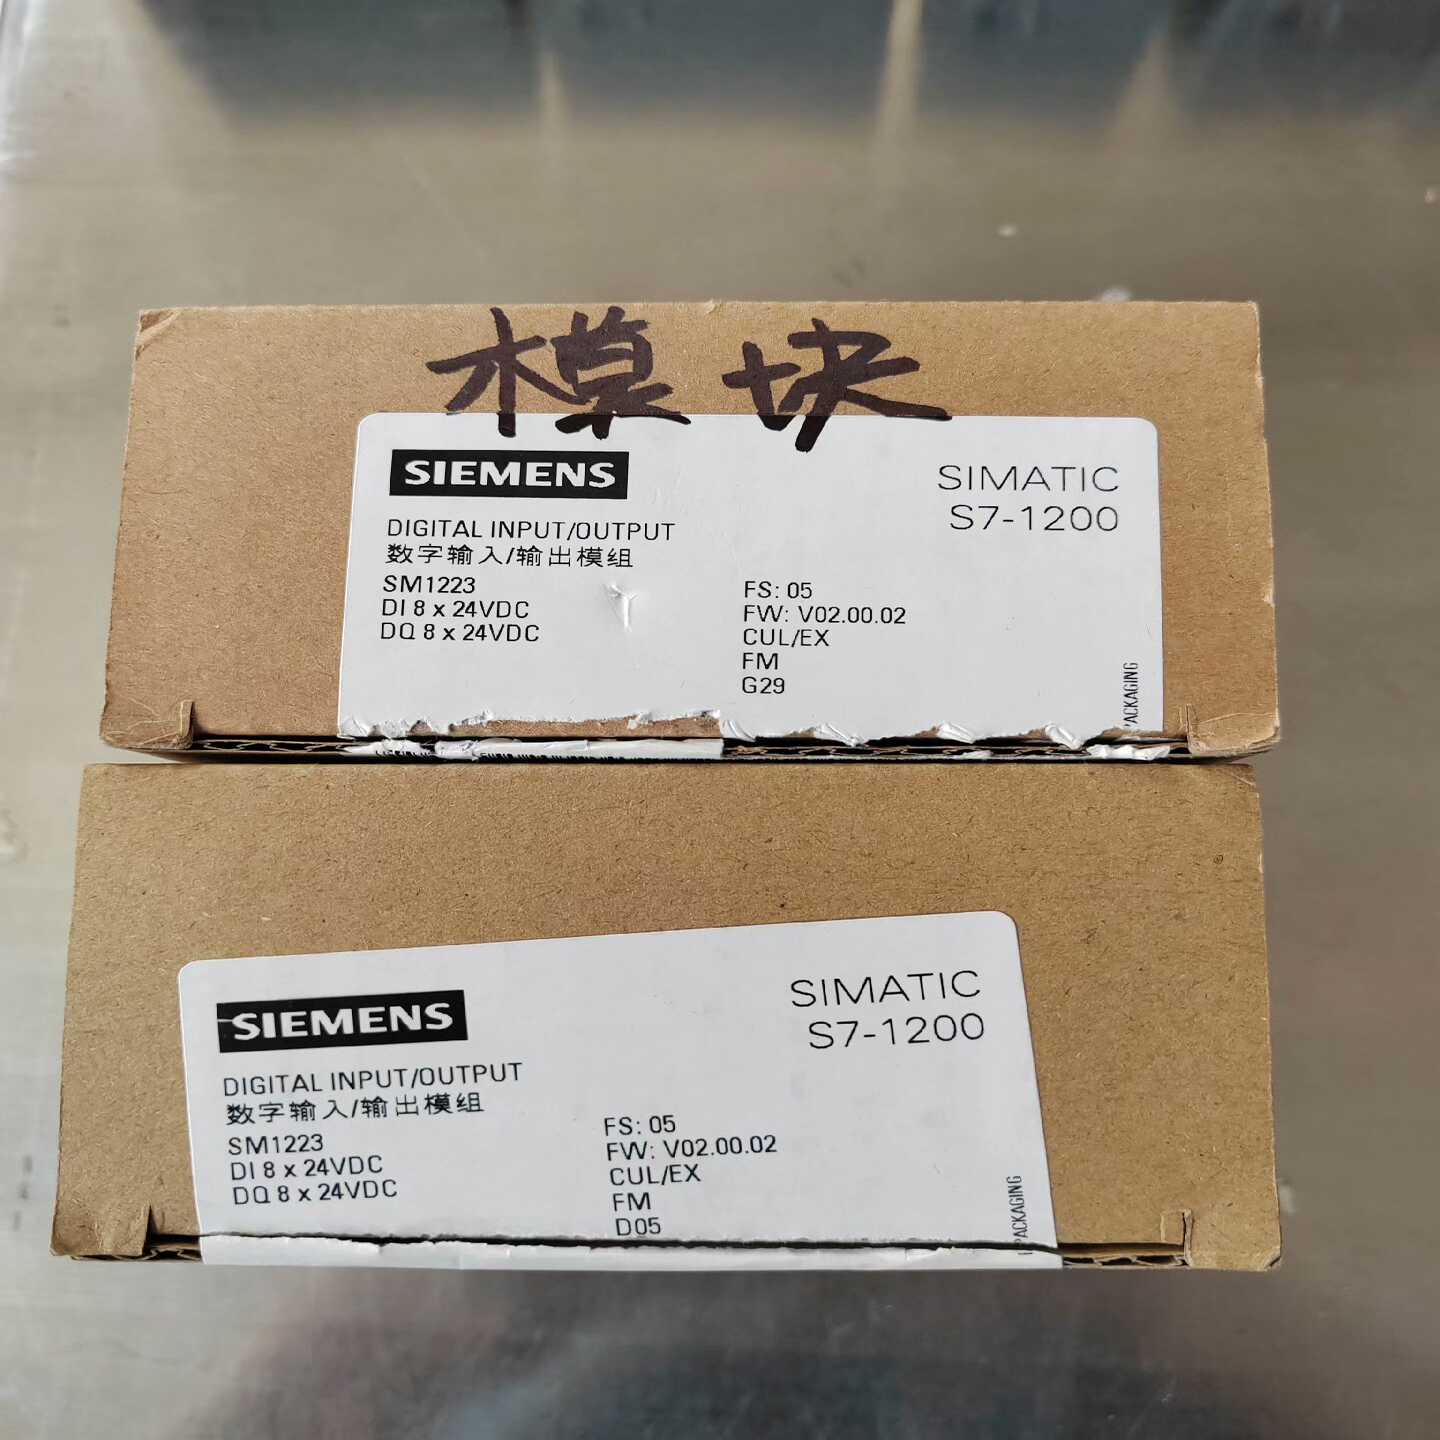 模块
SIEMENS
SIMATIC
S7-1200
DIGITAL INPUT/OUTPUT
数字输入/输出模组
SM1223
DI 8 x 24VDC
DQ 8 x 24VDC
FS: 05
FW: V02.00.02
CUL/EX
FM
G29
PACKAGING
SIEMENS
SIMATIC
S7-1200
DIGITAL INPUT/OUTPUT
数字输入/输出模组
SM1223
DI 8 x 24VDC
DQ 8 x 24VDC
FS: 05
FW: V02.00.02
CUL/EX
FM
D05
PACKAGING